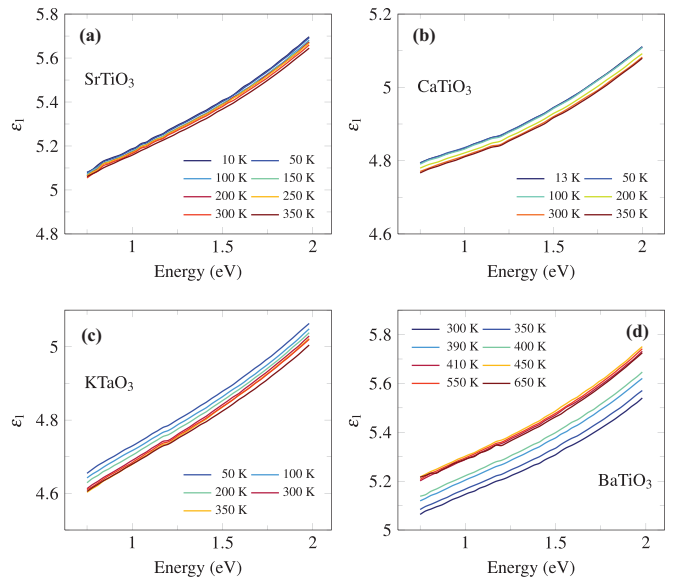 5.8
5.6
5.4
5.2
5
4.8
ε1
(a)
SrTiO3
10 K 50 K
100 K 150 K
200 K 250 K
300 K 350 K
1 1.5 2
Energy (eV)
5.2
5
4.8
4.6
ε1
(b)
CaTiO3
13 K 50 K
100 K 200 K
300 K 350 K
1 1.5 2
Energy (eV)
5
4.8
4.6
ε1
(c)
KTaO3
50 K 100 K
200 K 300 K
350 K
1 1.5 2
Energy (eV)
5.8
5.6
5.4
5.2
5
ε1
300 K 350 K (d)
390 K 400 K
410 K 450 K
550 K 650 K
BaTiO3
1 1.5 2
Energy (eV)